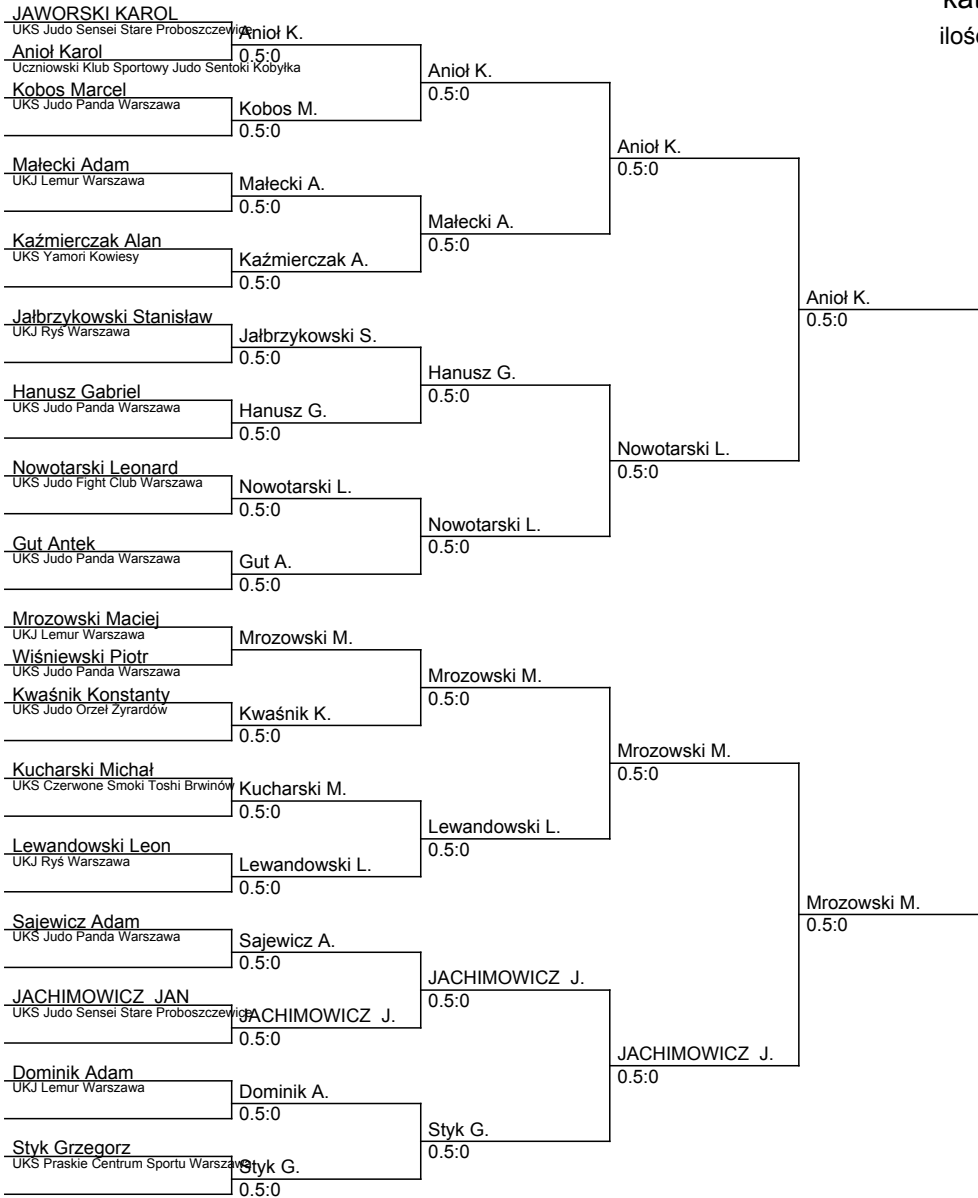 JAWORSKI KAROL
UKS Judo Sensei Stare Proboszczewice
Anioł K.
0.5:0
Anioł Karol
Uczniowski Klub Sportowy Judo Sentoki Kobyłka
Anioł K.
0.5:0
Kobos Marcel
UKS Judo Panda Warszawa
Kobos M.
0.5:0
Anioł K.
0.5:0
Małecki Adam
UKJ Lemur Warszawa
Małecki A.
0.5:0
Małecki A.
0.5:0
Kaźmierczak Alan
UKS Yamori Kowiesy
Kaźmierczak A.
0.5:0
Anioł K.
0.5:0
Jałbrzykowski Stanisław
UKJ Ryś Warszawa
Jałbrzykowski S.
0.5:0
Hanusz G.
0.5:0
Hanusz Gabriel
UKS Judo Panda Warszawa
Hanusz G.
0.5:0
Nowotarski L.
0.5:0
Nowotarski Leonard
UKS Judo Fight Club Warszawa
Nowotarski L.
0.5:0
Nowotarski L.
0.5:0
Gut Antek
UKS Judo Panda Warszawa
Gut A.
0.5:0
Mrozowski Maciej
UKJ Lemur Warszawa
Mrozowski M.
Wiśniewski Piotr
UKS Judo Panda Warszawa
Mrozowski M.
0.5:0
Kwaśnik Konstanty
UKS Judo Orzeł Żyrardów
Kwaśnik K.
0.5:0
Mrozowski M.
0.5:0
Kucharski Michał
UKS Czerwone Smoki Toshi Brwinów
Kucharski M.
0.5:0
Lewandowski L.
0.5:0
Lewandowski Leon
UKJ Ryś Warszawa
Lewandowski L.
0.5:0
Mrozowski M.
0.5:0
Sajewicz Adam
UKS Judo Panda Warszawa
Sajewicz A.
0.5:0
JACHIMOWICZ J.
0.5:0
JACHIMOWICZ JAN
UKS Judo Sensei Stare Proboszczewice
JACHIMOWICZ J.
0.5:0
JACHIMOWICZ J.
0.5:0
Dominik Adam
UKJ Lemur Warszawa
Dominik A.
0.5:0
Styk G.
0.5:0
Styk Grzegorz
UKS Praskie Centrum Sportu Warszawa
Styk G.
0.5:0